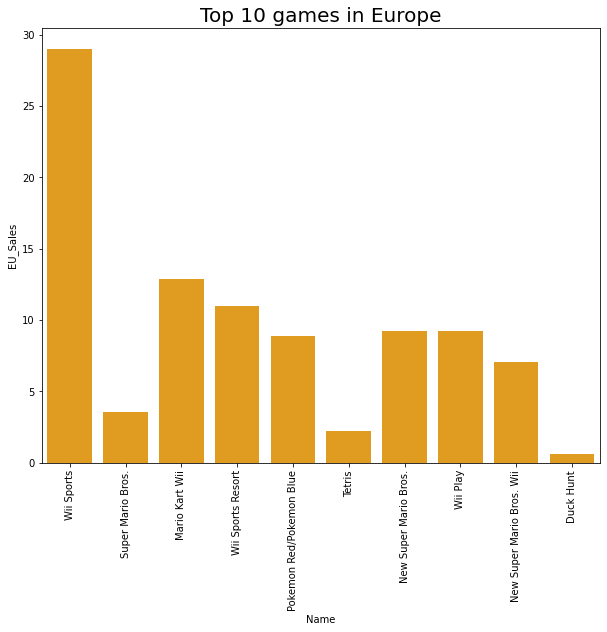 Top 10 games in Europe
EU_Sales
30
25
20
15
10
5
0
Wii Sports
Super Mario Bros.
Mario Kart Wii
Wii Sports Resort
Pokemon Red/Pokemon Blue
Tetris
New Super Mario Bros.
Wii Play
New Super Mario Bros. Wii
Duck Hunt
Name